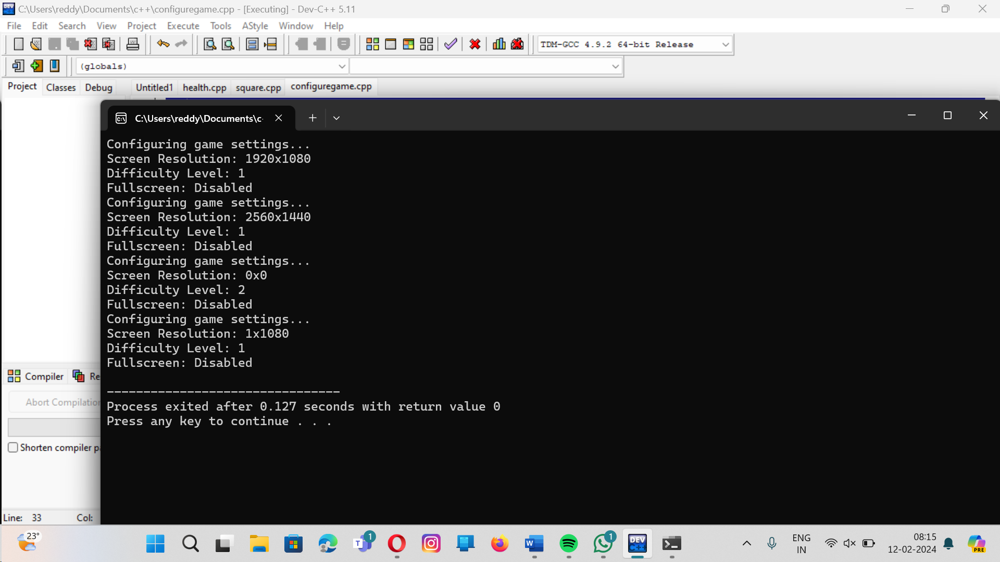 C:\Users\reddy\Documents\c++\configuregame.cpp - [Executing] - Dev-C++ 5.11
File Edit Search View Project Execute Tools AStyle Window Help
TDM-GCC 4.9.2 64-bit Release
(globals)
Project Classes Debug Untitled1 health.cpp square.cpp configuregame.cpp
C:\Users\reddy\Documents\c
Configuring game settings...
Screen Resolution: 1920x1080
Difficulty Level: 1
Fullscreen: Disabled
Configuring game settings...
Screen Resolution: 2560x1440
Difficulty Level: 1
Fullscreen: Disabled
Configuring game settings...
Screen Resolution: 0x0
Difficulty Level: 2
Fullscreen: Disabled
Configuring game settings...
Screen Resolution: 1x1080
Difficulty Level: 1
Fullscreen: Disabled
--------------------------------
Process exited after 0.127 seconds with return value 0
Press any key to continue . . .
Compiler Re
Abort Compilation
Shorten compiler pa
Line: 33 Col:
23°
1
1
DEV C++
ENG
IN
08:15
12-02-2024
PRE